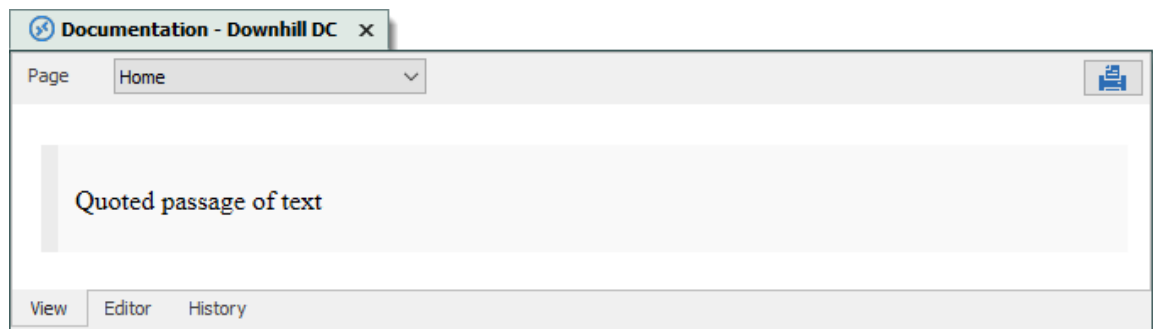 Documentation - Downhill DC x
Page Home
Quoted passage of text
View Editor History